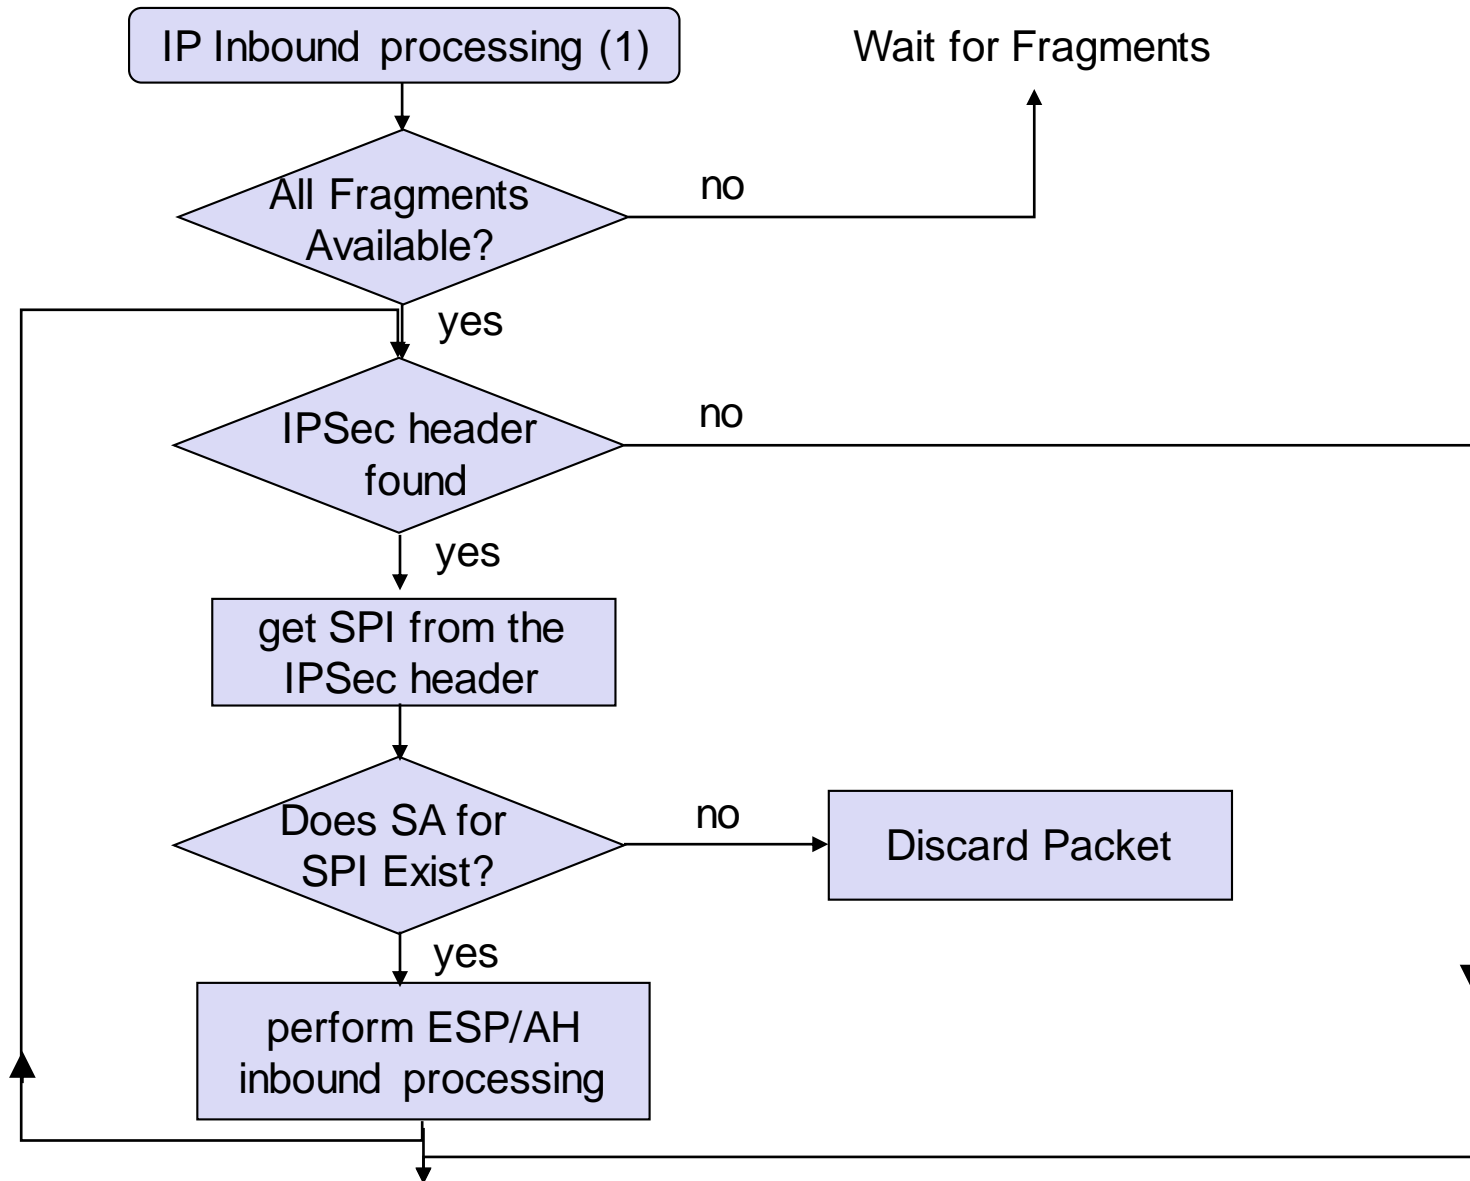 IP Inbound processing (1)
Wait for Fragments
All Fragments
Available?
no
yes
IPSec header
found
no
yes
get SPI from the
IPSec header
Does SA for
SPI Exist?
no
Discard Packet
yes
perform ESP/AH
inbound processing